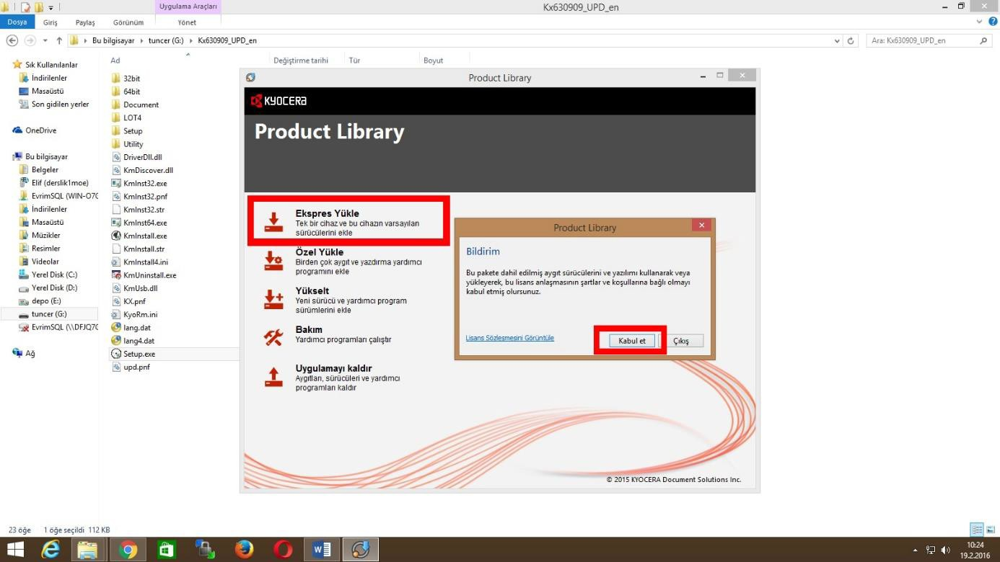 Uygulama Araçları
Kx630909_UPD_en
Dosya
Giriş
Paylaş
Görünüm
Yönet
Bu bilgisayar
tuncer (G:)
Kx630909_UPD_en
Ara: Kx630909_UPD_en
Sık Kullanılanlar
İndirilenler
Masaüstü
Son gidilen yerler
OneDrive
Bu bilgisayar
Belgeler
Elif (derslik1moe)
EvrimSQL (WIN-O7G
İndirilenler
Masaüstü
Müzikler
Resimler
Videolar
Yerel Disk (C:)
Yerel Disk (D:)
depo (E:)
tuncer (G:)
EvrimSQL (\\DFJQ7G
Ağ
Ad
Değiştirme tarihi
Tür
Boyut
32bit
64bit
Document
LOT4
Setup
Utility
DriverDll.dll
KmDiscover.dll
KmInst32.exe
KmInst32.pnf
KmInst32.str
KmInst64.exe
KmInstall.exe
KmInstall.str
KmInstall4.ini
KmUninstall.exe
KmUsb.dll
KX.pnf
KyoRm.ini
lang.dat
lang4.dat
Setup.exe
upd.pnf
Product Library
KYOCERA
Product Library
Ekspres Yükle
Tek bir cihaz ve bu cihazın varsayılan
sürücülerini ekle
Özel Yükle
Birden çok aygıt ve yazdırma yardımcı
programını ekle
Yükselt
Yeni sürücü ve yardımcı program
sürümlerini ekle
Bakım
Yardımcı programları çalıştır
Uygulamayı kaldır
Aygıtları, sürücüleri ve yardımcı
programları kaldır
Product Library
Bildirim
Bu pakete dahil edilmiş aygıt sürücülerini ve yazılımı kullanarak veya
yükleyerek, bu lisans anlaşmasının şartlar ve koşullarına bağlı olmayı
kabul etmiş olursunuz.
Lisans Sözleşmesini Görüntüle
Kabul et
Çıkış
© 2015 KYOCERA Document Solutions Inc.
23 öğe
1 öğe seçildi 112 KB
10:24
19.2.2016